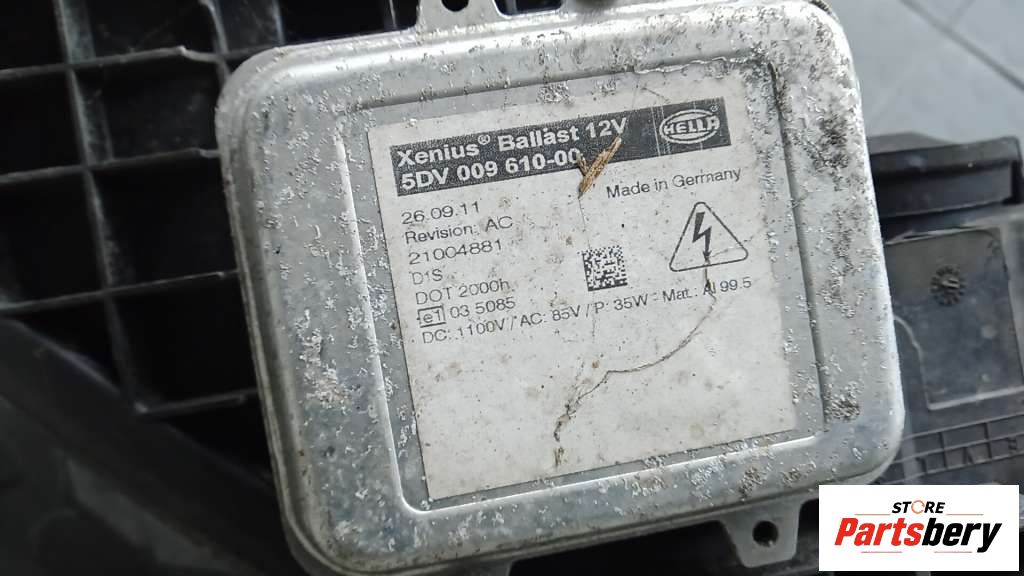 Xenius® Ballast 12V
5DV 009 610-00
HELLA
26.09.11
Made in Germany
Revision: AC
21004881
D1S
DOT 2000h
e1 03 5085
DC: 1100V / AC: 85V / P: 35W - Mat.: Al 99.5
STORE
Partsbery